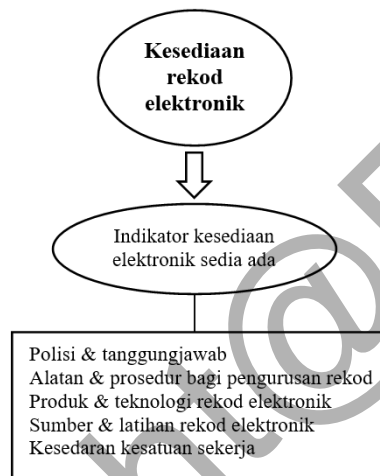 Kesediaan
rekod
elektronik
Indikator kesediaan
elektronik sedia ada
Polisi & tanggungjawab
Alatan & prosedur bagi pengurusan rekod
Produk & teknologi rekod elektronik
Sumber & latihan rekod elektronik
Kesedaran kesatuan sekerja